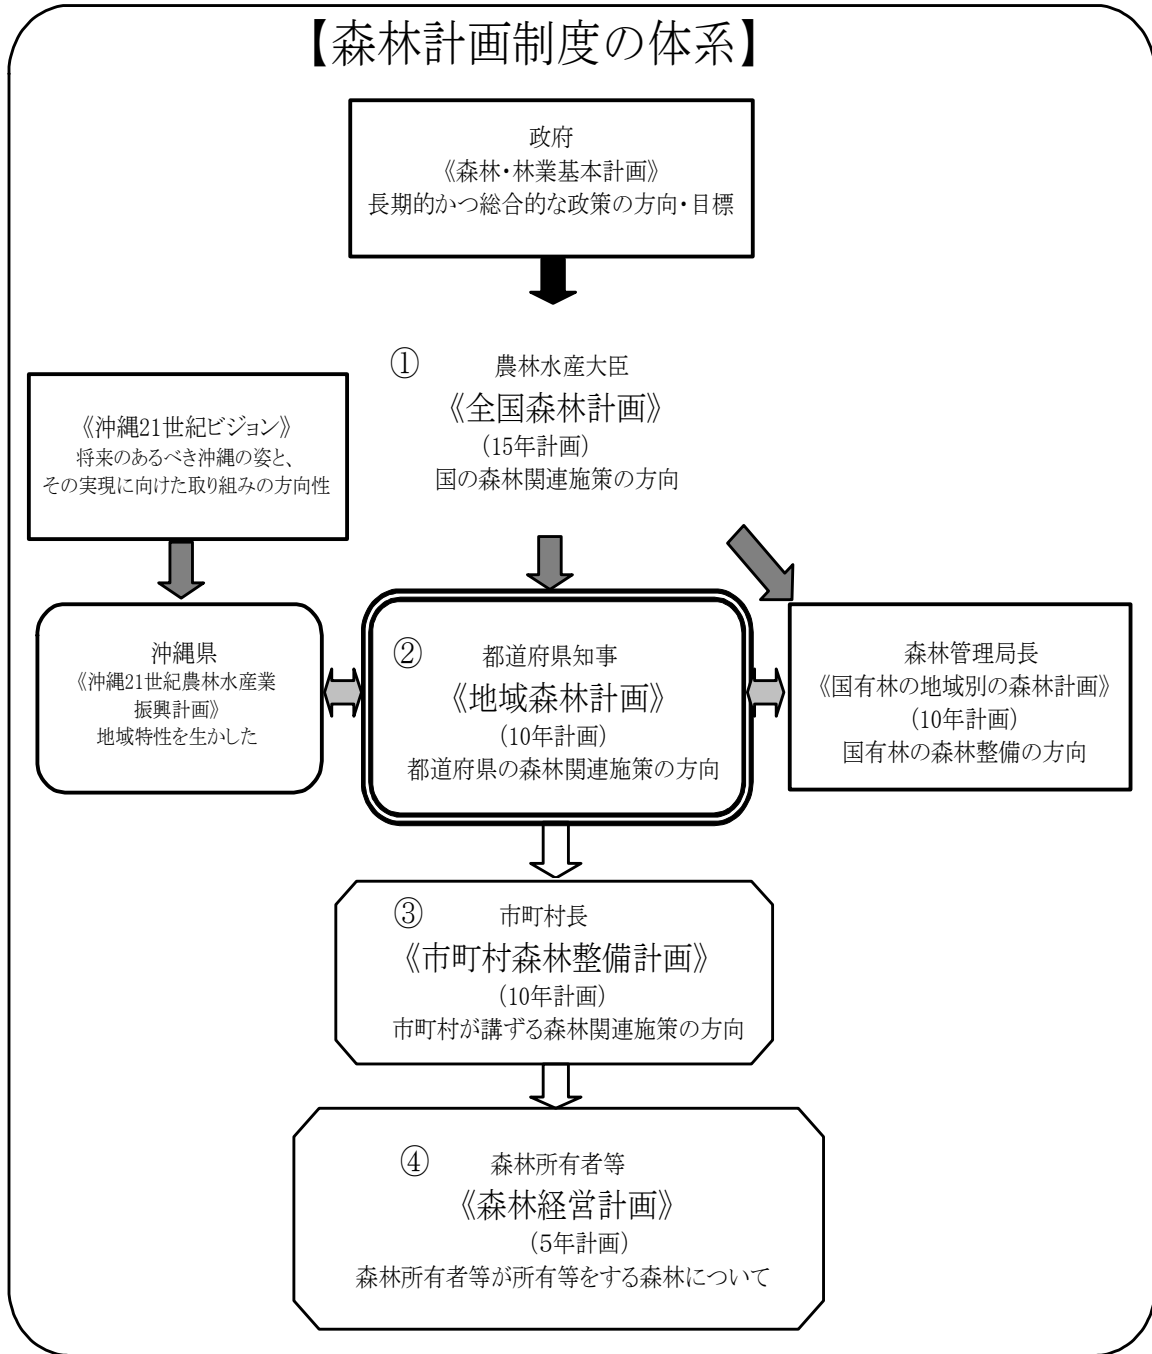 【森林計画制度の体系】
政府
《森林・林業基本計画》
長期的かつ総合的な政策の方向・目標
① 農林水産大臣
《全国森林計画》
(15年計画)
国の森林関連施策の方向
《沖縄21世紀ビジョン》
将来のあるべき沖縄の姿と、
その実現に向けた取り組みの方向性
沖縄県
《沖縄21世紀農林水産業
振興計画》
地域特性を生かした
② 都道府県知事
《地域森林計画》
(10年計画)
都道府県の森林関連施策の方向
森林管理局長
《国有林の地域別の森林計画》
(10年計画)
国有林の森林整備の方向
③ 市町村長
《市町村森林整備計画》
(10年計画)
市町村が講ずる森林関連施策の方向
④ 森林所有者等
《森林経営計画》
(5年計画)
森林所有者等が所有等をする森林について